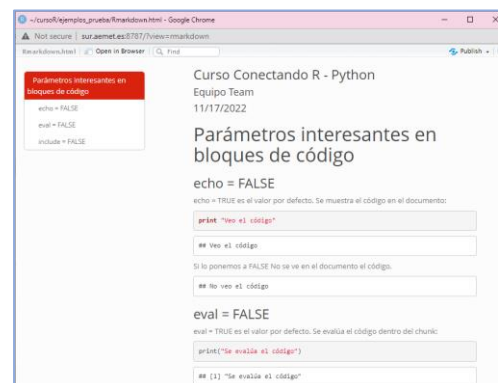 ~/cursoR/ejemplos_prueba/Rmarkdown.html - Google Chrome
Not secure | sur.aemet.es:8787/?view=rmarkdown
Rmarkdown.html | Open in Browser | Find
Publish
Parámetros interesantes en
bloques de código
echo = FALSE
eval = FALSE
include = FALSE
Curso Conectando R - Python
Equipo Team
11/17/2022
Parámetros interesantes en
bloques de código
echo = FALSE
echo = TRUE es el valor por defecto. Se muestra el código en el documento:
print "Veo el código"
## Veo el código
Si lo ponemos a FALSE No se ve en el documento el código.
## No veo el código
eval = FALSE
eval = TRUE es el valor por defecto. Se evalúa el código dentro del chunk:
print("Se evalúa el código")
## [1] "Se evalúa el código"